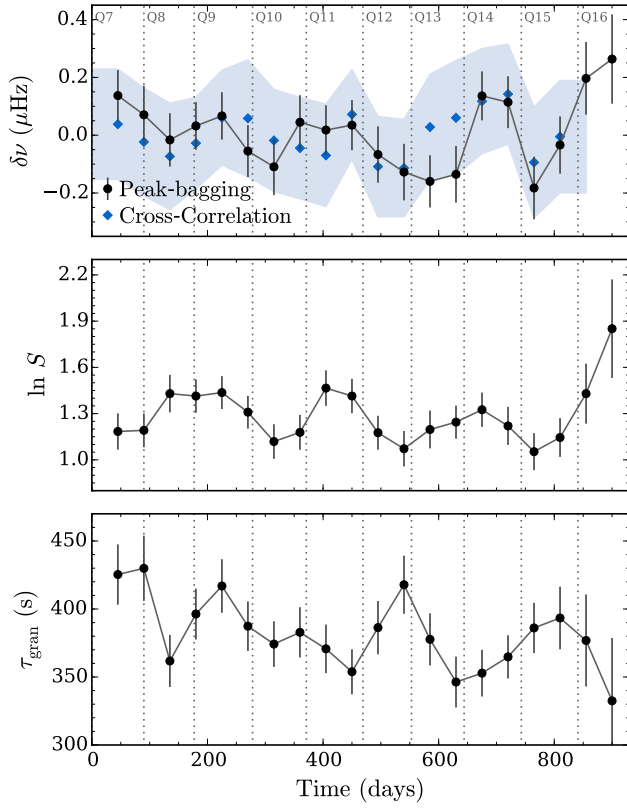 Q7 Q8 Q9 Q10 Q11 Q12 Q13 Q14 Q15 Q16
0.4
0.2
0.0
−0.2
δν (μHz)
Peak-bagging
Cross-Correlation
2.2
1.9
1.6
1.3
1.0
ln S
450
400
350
300
τgran (s)
0 200 400 600 800
Time (days)